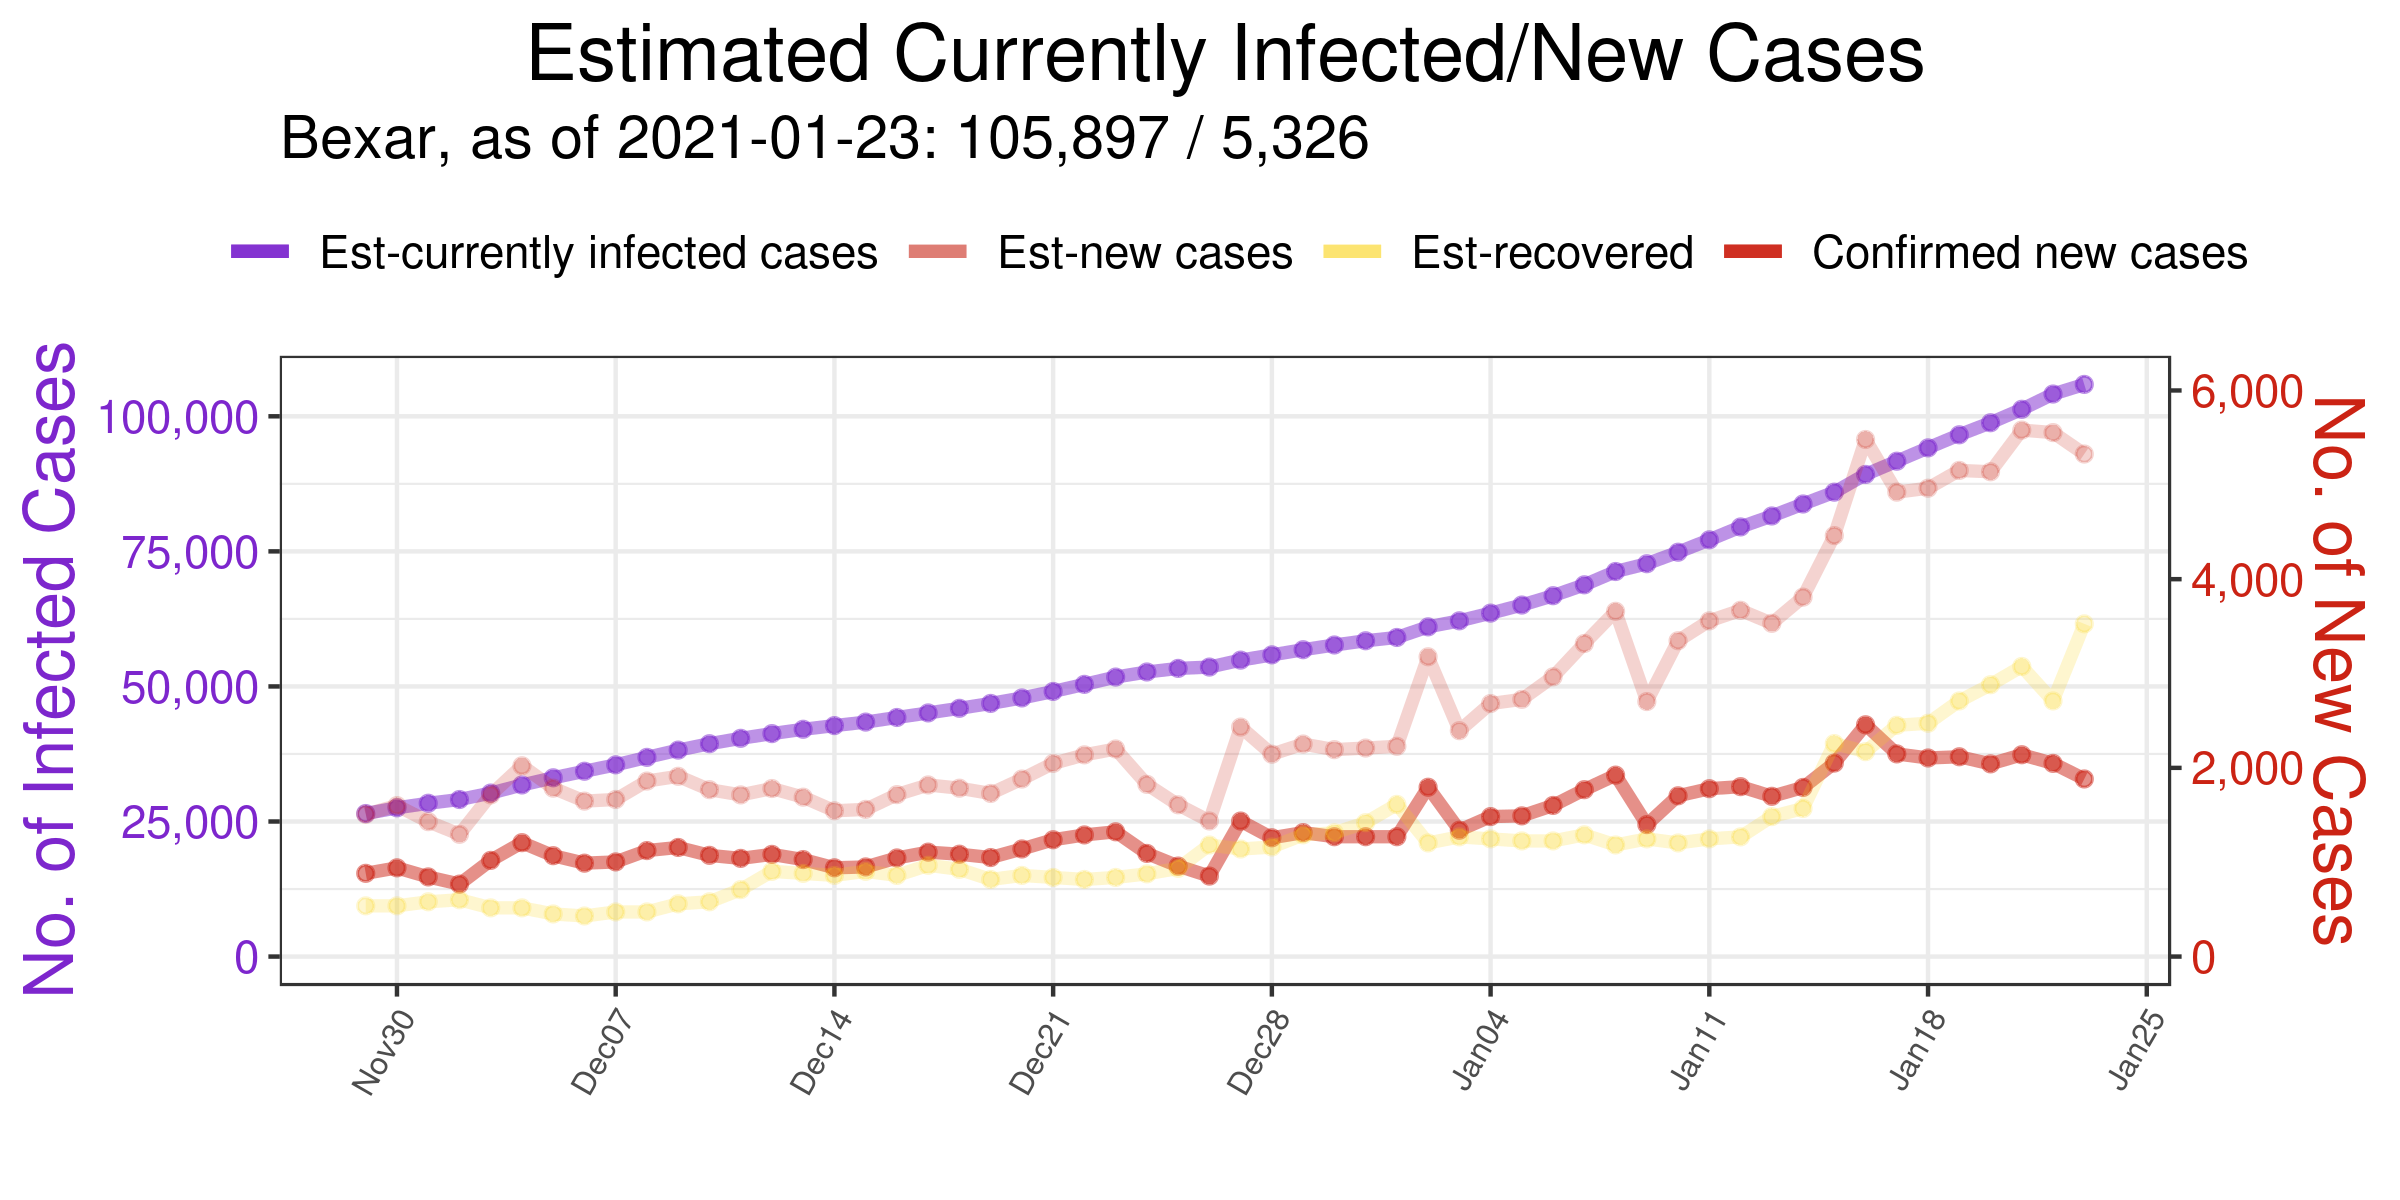 Estimated Currently Infected/New Cases
Bexar, as of 2021-01-23: 105,897 / 5,326
Est-currently infected cases Est-new cases Est-recovered Confirmed new cases
No. of Infected Cases
100,000
75,000
50,000
25,000
0
6,000
4,000
2,000
0
No. of New Cases
Nov30 Dec07 Dec14 Dec21 Dec28 Jan04 Jan11 Jan18 Jan25